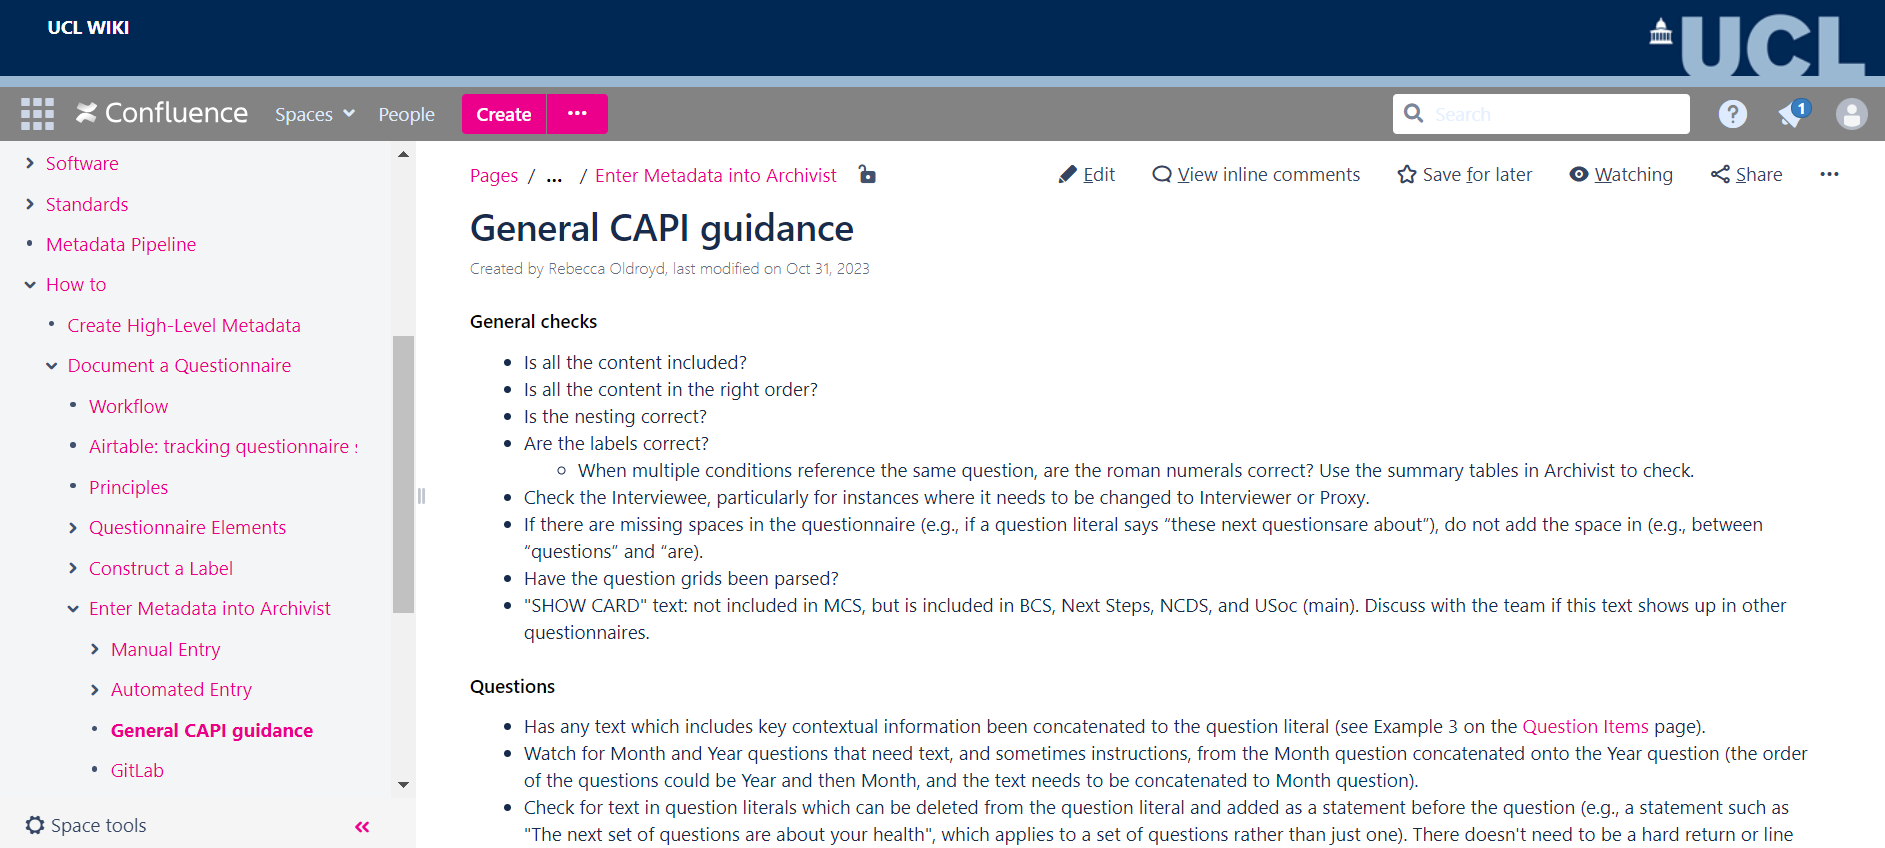 UCL WIKI
UCL
Confluence
Spaces
People
Create
Search
1
Software
Standards
Metadata Pipeline
How to
Create High-Level Metadata
Document a Questionnaire
Workflow
Airtable: tracking questionnaire
Principles
Questionnaire Elements
Construct a Label
Enter Metadata into Archivist
Manual Entry
Automated Entry
General CAPI guidance
GitLab
Space tools
Pages / ... / Enter Metadata into Archivist
Edit
View inline comments
Save for later
Watching
Share
General CAPI guidance
Created by Rebecca Oldroyd, last modified on Oct 31, 2023
General checks
• Is all the content included?
• Is all the content in the right order?
• Is the nesting correct?
• Are the labels correct?
◦ When multiple conditions reference the same question, are the roman numerals correct? Use the summary tables in Archivist to check.
• Check the Interviewee, particularly for instances where it needs to be changed to Interviewer or Proxy.
• If there are missing spaces in the questionnaire (e.g., if a question literal says “these next questionsare about”), do not add the space in (e.g., between
“questions” and “are).
• Have the question grids been parsed?
• "SHOW CARD" text: not included in MCS, but is included in BCS, Next Steps, NCDS, and USoc (main). Discuss with the team if this text shows up in other
questionnaires.
Questions
• Has any text which includes key contextual information been concatenated to the question literal (see Example 3 on the Question Items page).
• Watch for Month and Year questions that need text, and sometimes instructions, from the Month question concatenated onto the Year question (the order
of the questions could be Year and then Month, and the text needs to be concatenated to Month question).
• Check for text in question literals which can be deleted from the question literal and added as a statement before the question (e.g., a statement such as
"The next set of questions are about your health", which applies to a set of questions rather than just one). There doesn't need to be a hard return or line